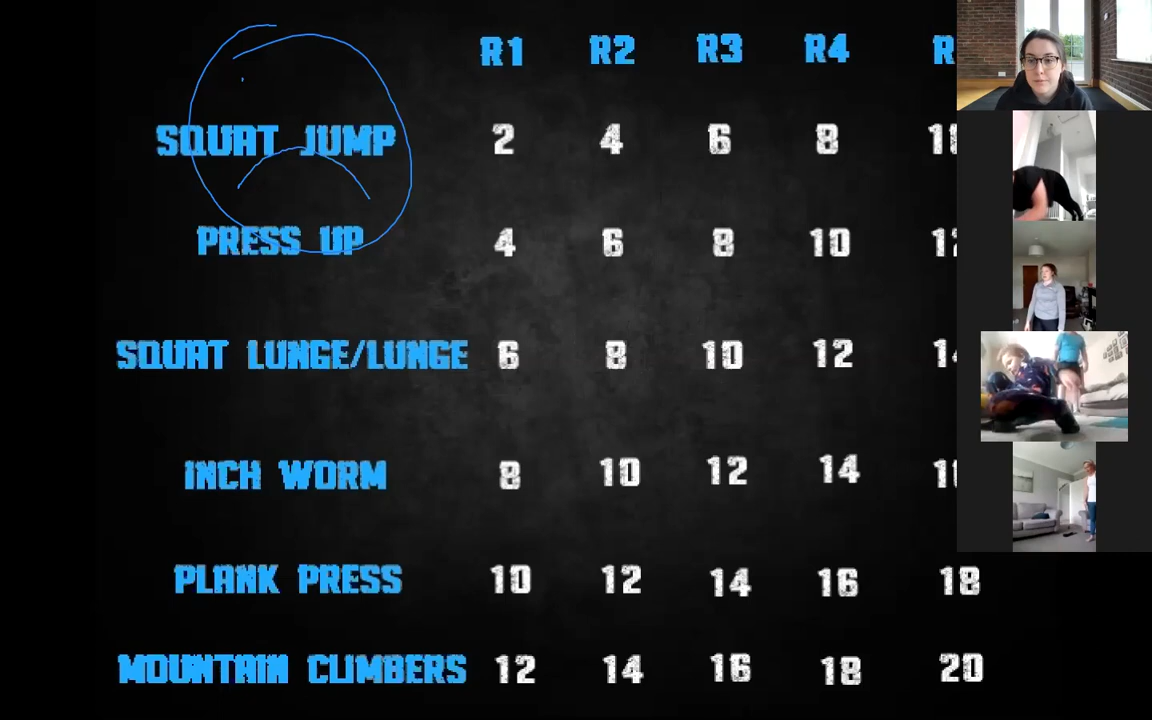 R1 R2 R3 R4 R
SQUAT JUMP 2 4 6 8
PRESS UP 4 6 8 10
SQUAT LUNGE/LUNGE 6 8 10 12
INCH WORM 8 10 12 14
PLANK PRESS 10 12 14 16 18
MOUNTAIN CLIMBERS 12 14 16 18 20